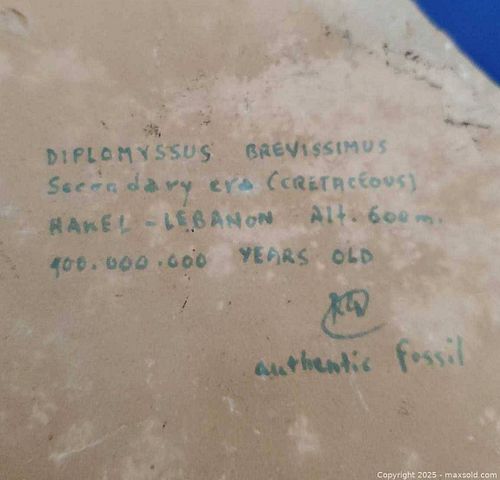 DIPLOMYSSUS BREVISSIMUS
Secondary era (CRETACEOUS)
HAKEL - LEBANON Alt. 600 m.
100.000.000 YEARS OLD
authentic fossil
Copyright 2025 - maxsold.com